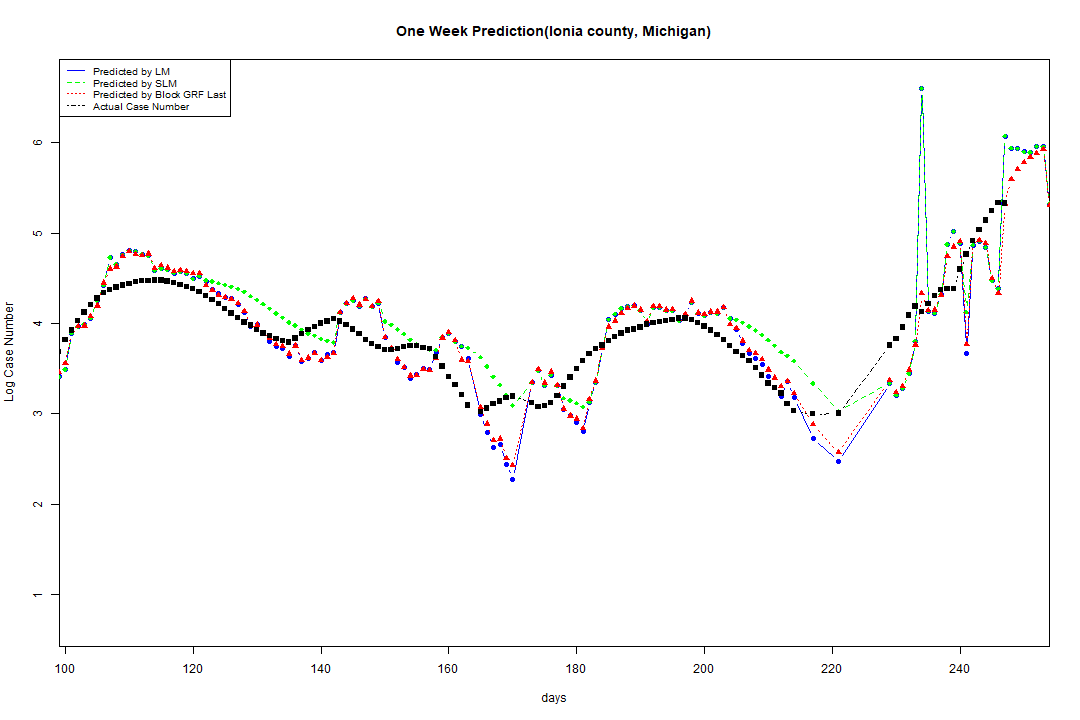 One Week Prediction(Ionia county, Michigan)
Predicted by LM
Predicted by SLM
Predicted by Block GRF Last
Actual Case Number
Log Case Number
6
5
4
3
2
1
100 120 140 160 180 200 220 240
days